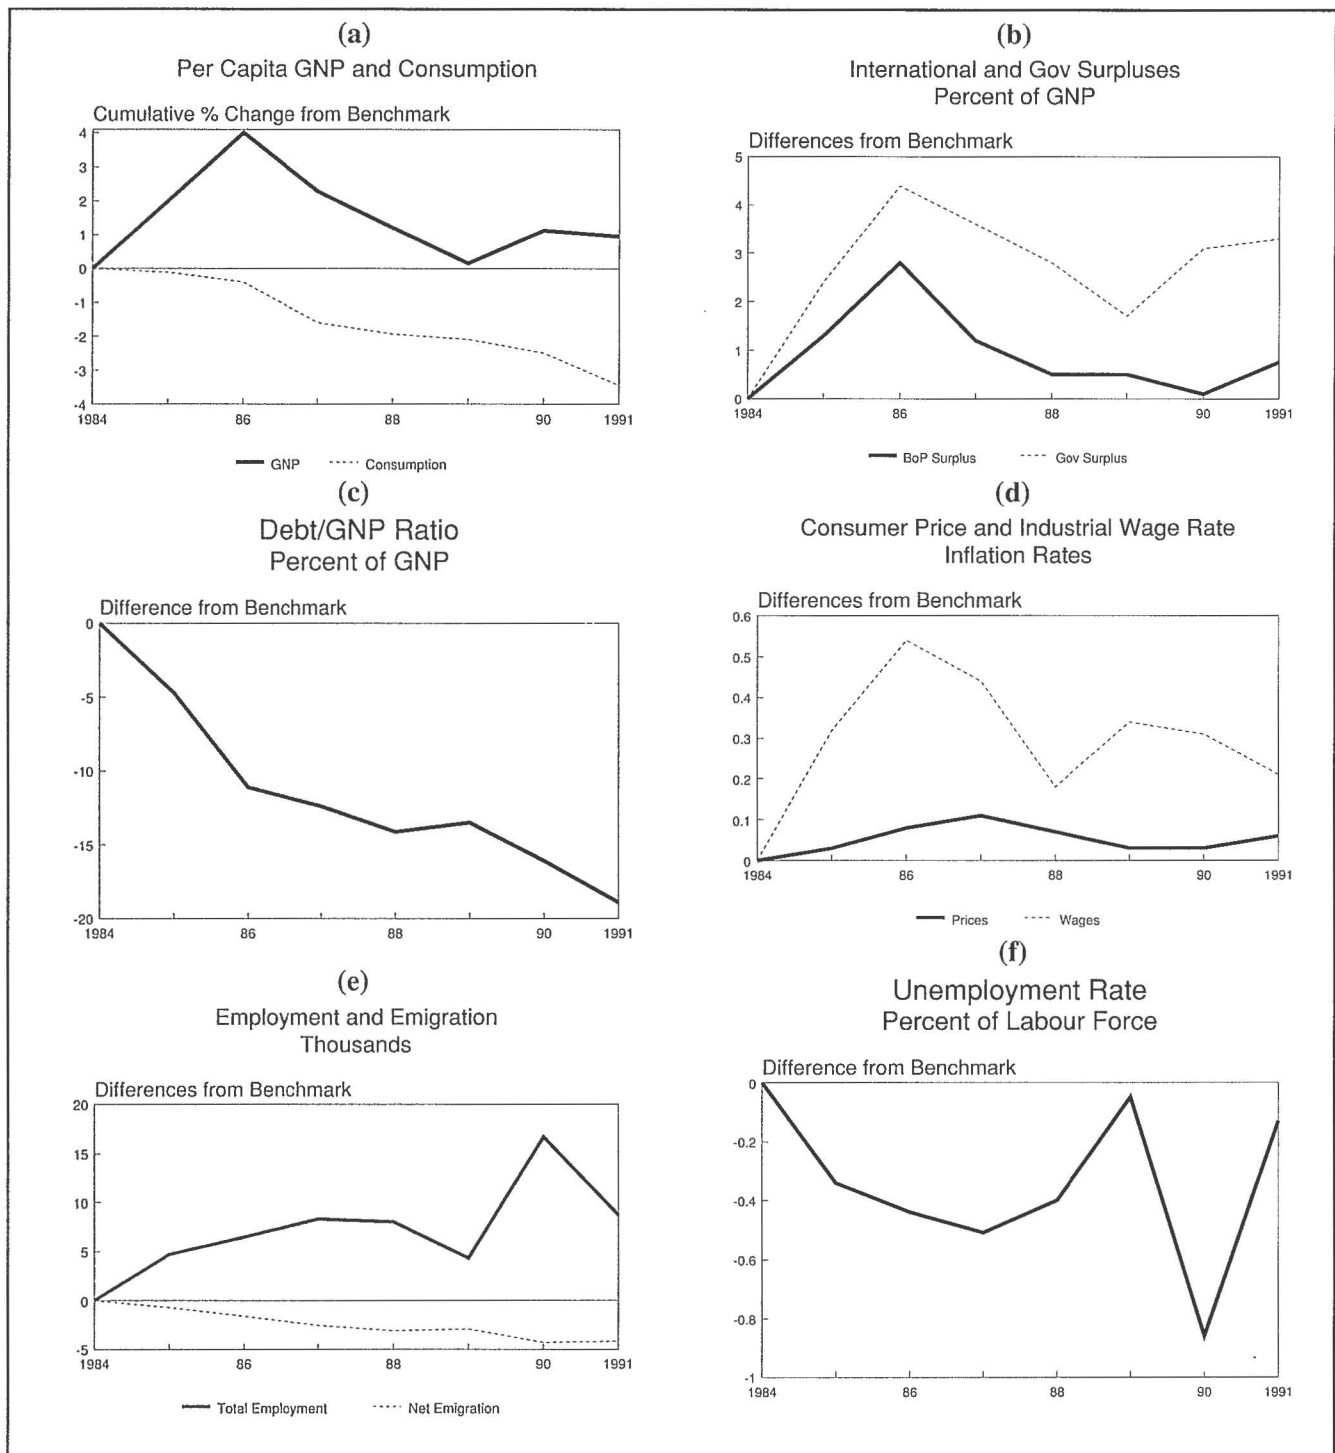 (a)
Per Capita GNP and Consumption
Cumulative % Change from Benchmark
4
3
2
1
0
-1
-2
-3
-4
1984 86 88 90 1991
GNP Consumption
(b)
International and Gov Surpluses
Percent of GNP
Differences from Benchmark
5
4
3
2
1
0
1984 86 88 90 1991
BoP Surplus Gov Surplus
(c)
Debt/GNP Ratio
Percent of GNP
Difference from Benchmark
0
-5
-10
-15
-20
1984 86 88 90 1991
(d)
Consumer Price and Industrial Wage Rate
Inflation Rates
Differences from Benchmark
0.6
0.5
0.4
0.3
0.2
0.1
0
1984 86 88 90 1991
Prices Wages
(e)
Employment and Emigration
Thousands
Differences from Benchmark
20
15
10
5
0
-5
1984 86 88 90 1991
Total Employment Net Emigration
(f)
Unemployment Rate
Percent of Labour Force
Difference from Benchmark
0
-0.2
-0.4
-0.6
-0.8
-1
1984 86 88 90 1991